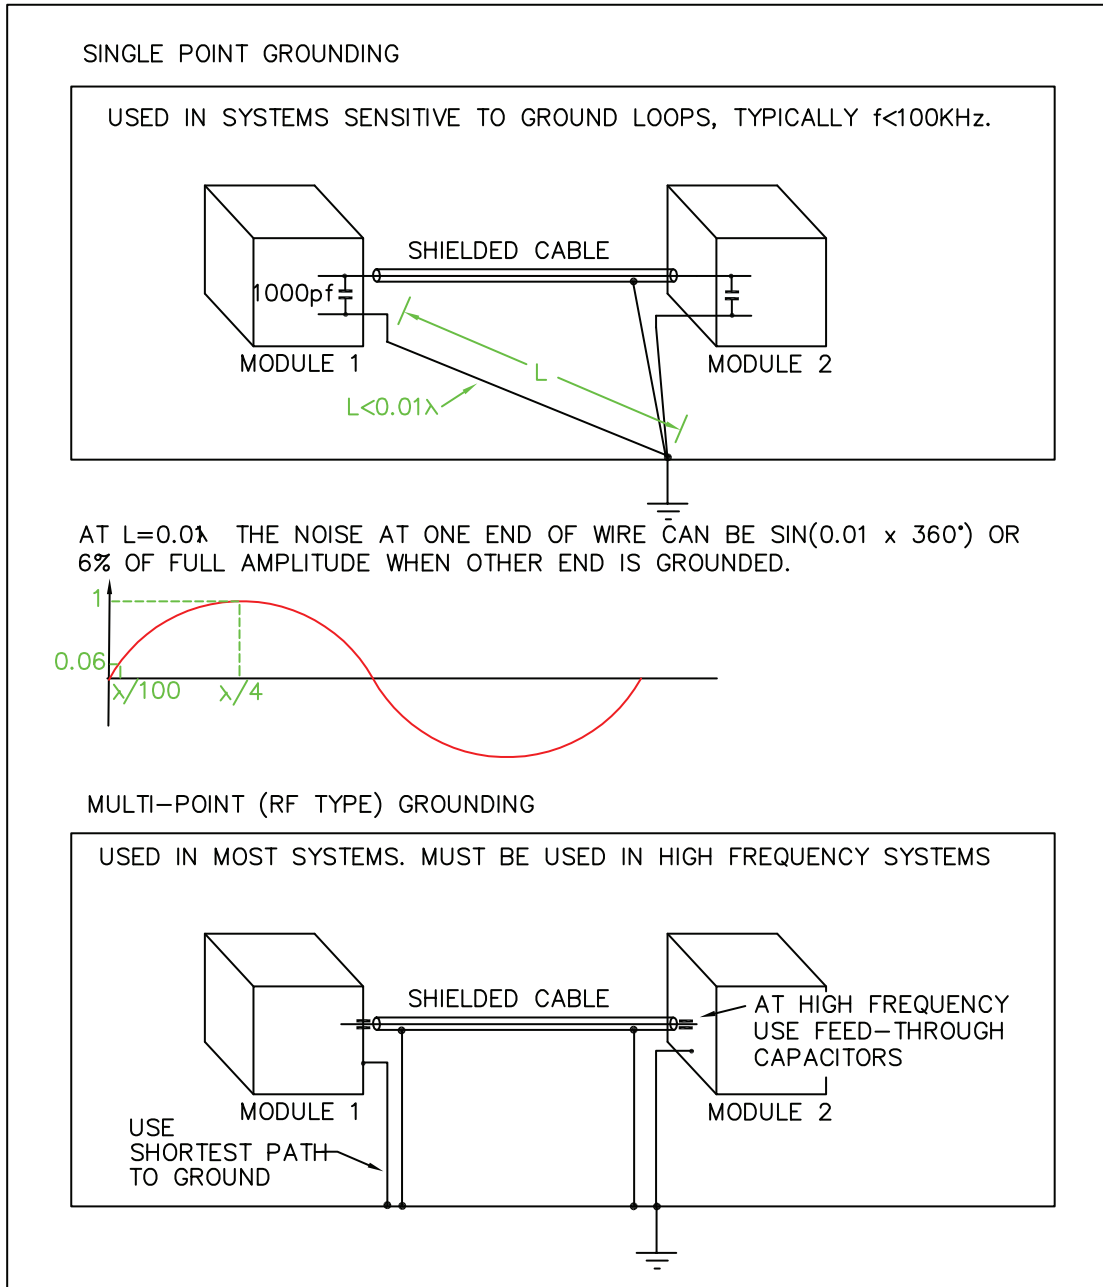 SINGLE POINT GROUNDING
USED IN SYSTEMS SENSITIVE TO GROUND LOOPS, TYPICALLY f<100KHz.
SHIELDED CABLE
1000pf
MODULE 1
MODULE 2
L
L<0.01λ
AT L=0.01λ THE NOISE AT ONE END OF WIRE CAN BE SIN(0.01 x 360°) OR
6% OF FULL AMPLITUDE WHEN OTHER END IS GROUNDED.
1
0.06
λ/100
λ/4
MULTI-POINT (RF TYPE) GROUNDING
USED IN MOST SYSTEMS. MUST BE USED IN HIGH FREQUENCY SYSTEMS
SHIELDED CABLE
AT HIGH FREQUENCY
USE FEED-THROUGH
CAPACITORS
MODULE 1
MODULE 2
USE
SHORTEST PATH
TO GROUND